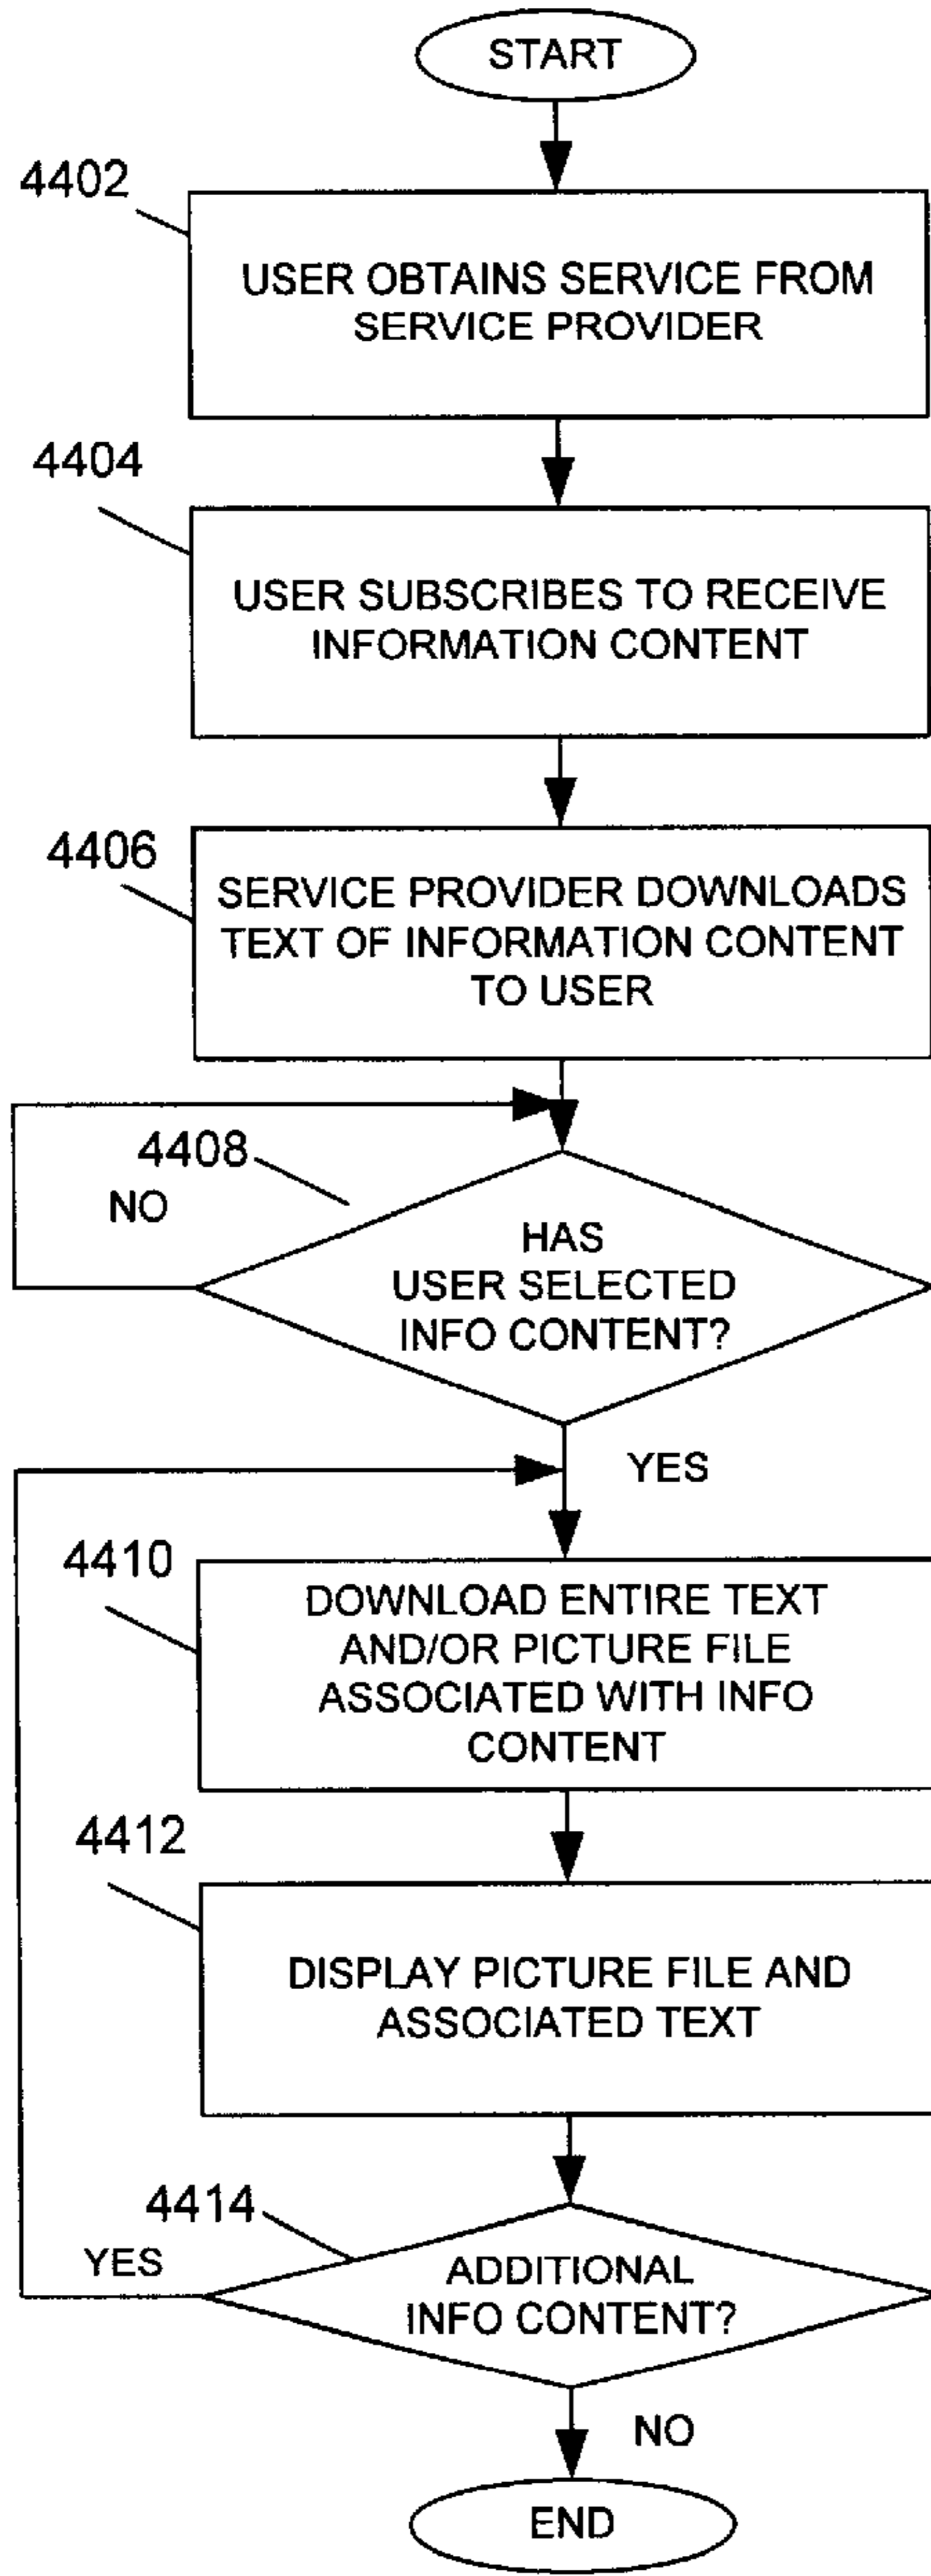 START
4402
USER OBTAINS SERVICE FROM
SERVICE PROVIDER
4404
USER SUBSCRIBES TO RECEIVE
INFORMATION CONTENT
4406
SERVICE PROVIDER DOWNLOADS
TEXT OF INFORMATION CONTENT
TO USER
4408
NO
HAS
USER SELECTED
INFO CONTENT?
YES
4410
DOWNLOAD ENTIRE TEXT
AND/OR PICTURE FILE
ASSOCIATED WITH INFO
CONTENT
4412
DISPLAY PICTURE FILE AND
ASSOCIATED TEXT
4414
YES
ADDITIONAL
INFO CONTENT?
NO
END